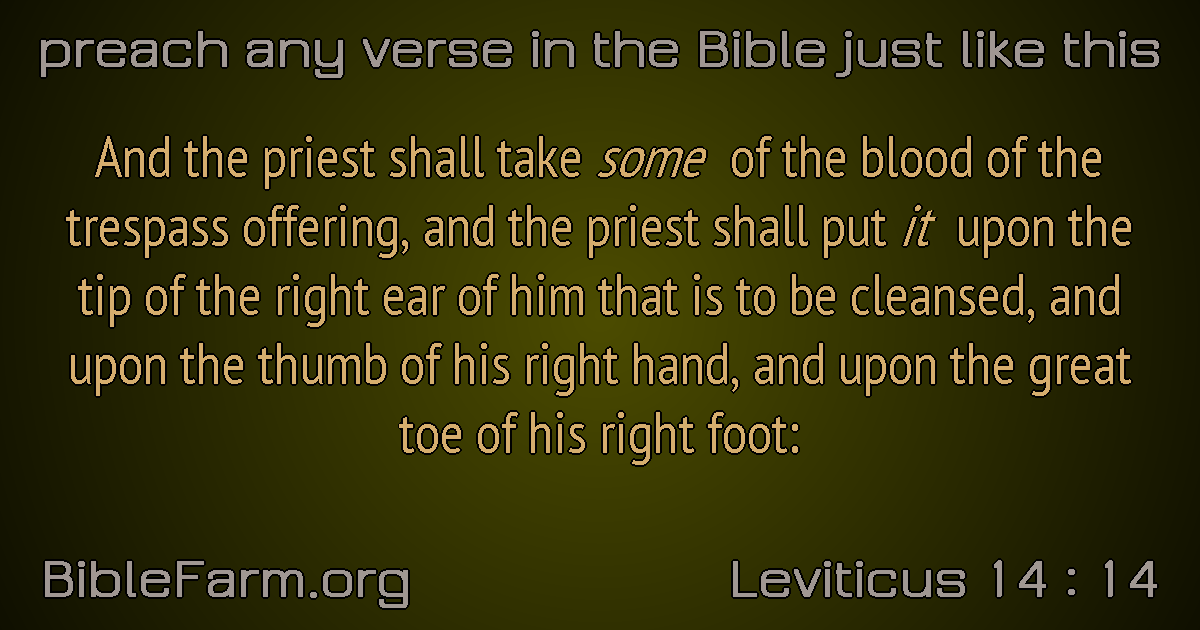 preach any verse in the Bible just like this
And the priest shall take some of the blood of the
trespass offering, and the priest shall put it upon the
tip of the right ear of him that is to be cleansed, and
upon the thumb of his right hand, and upon the great
toe of his right foot:
BibleFarm.org
Leviticus 14 : 14